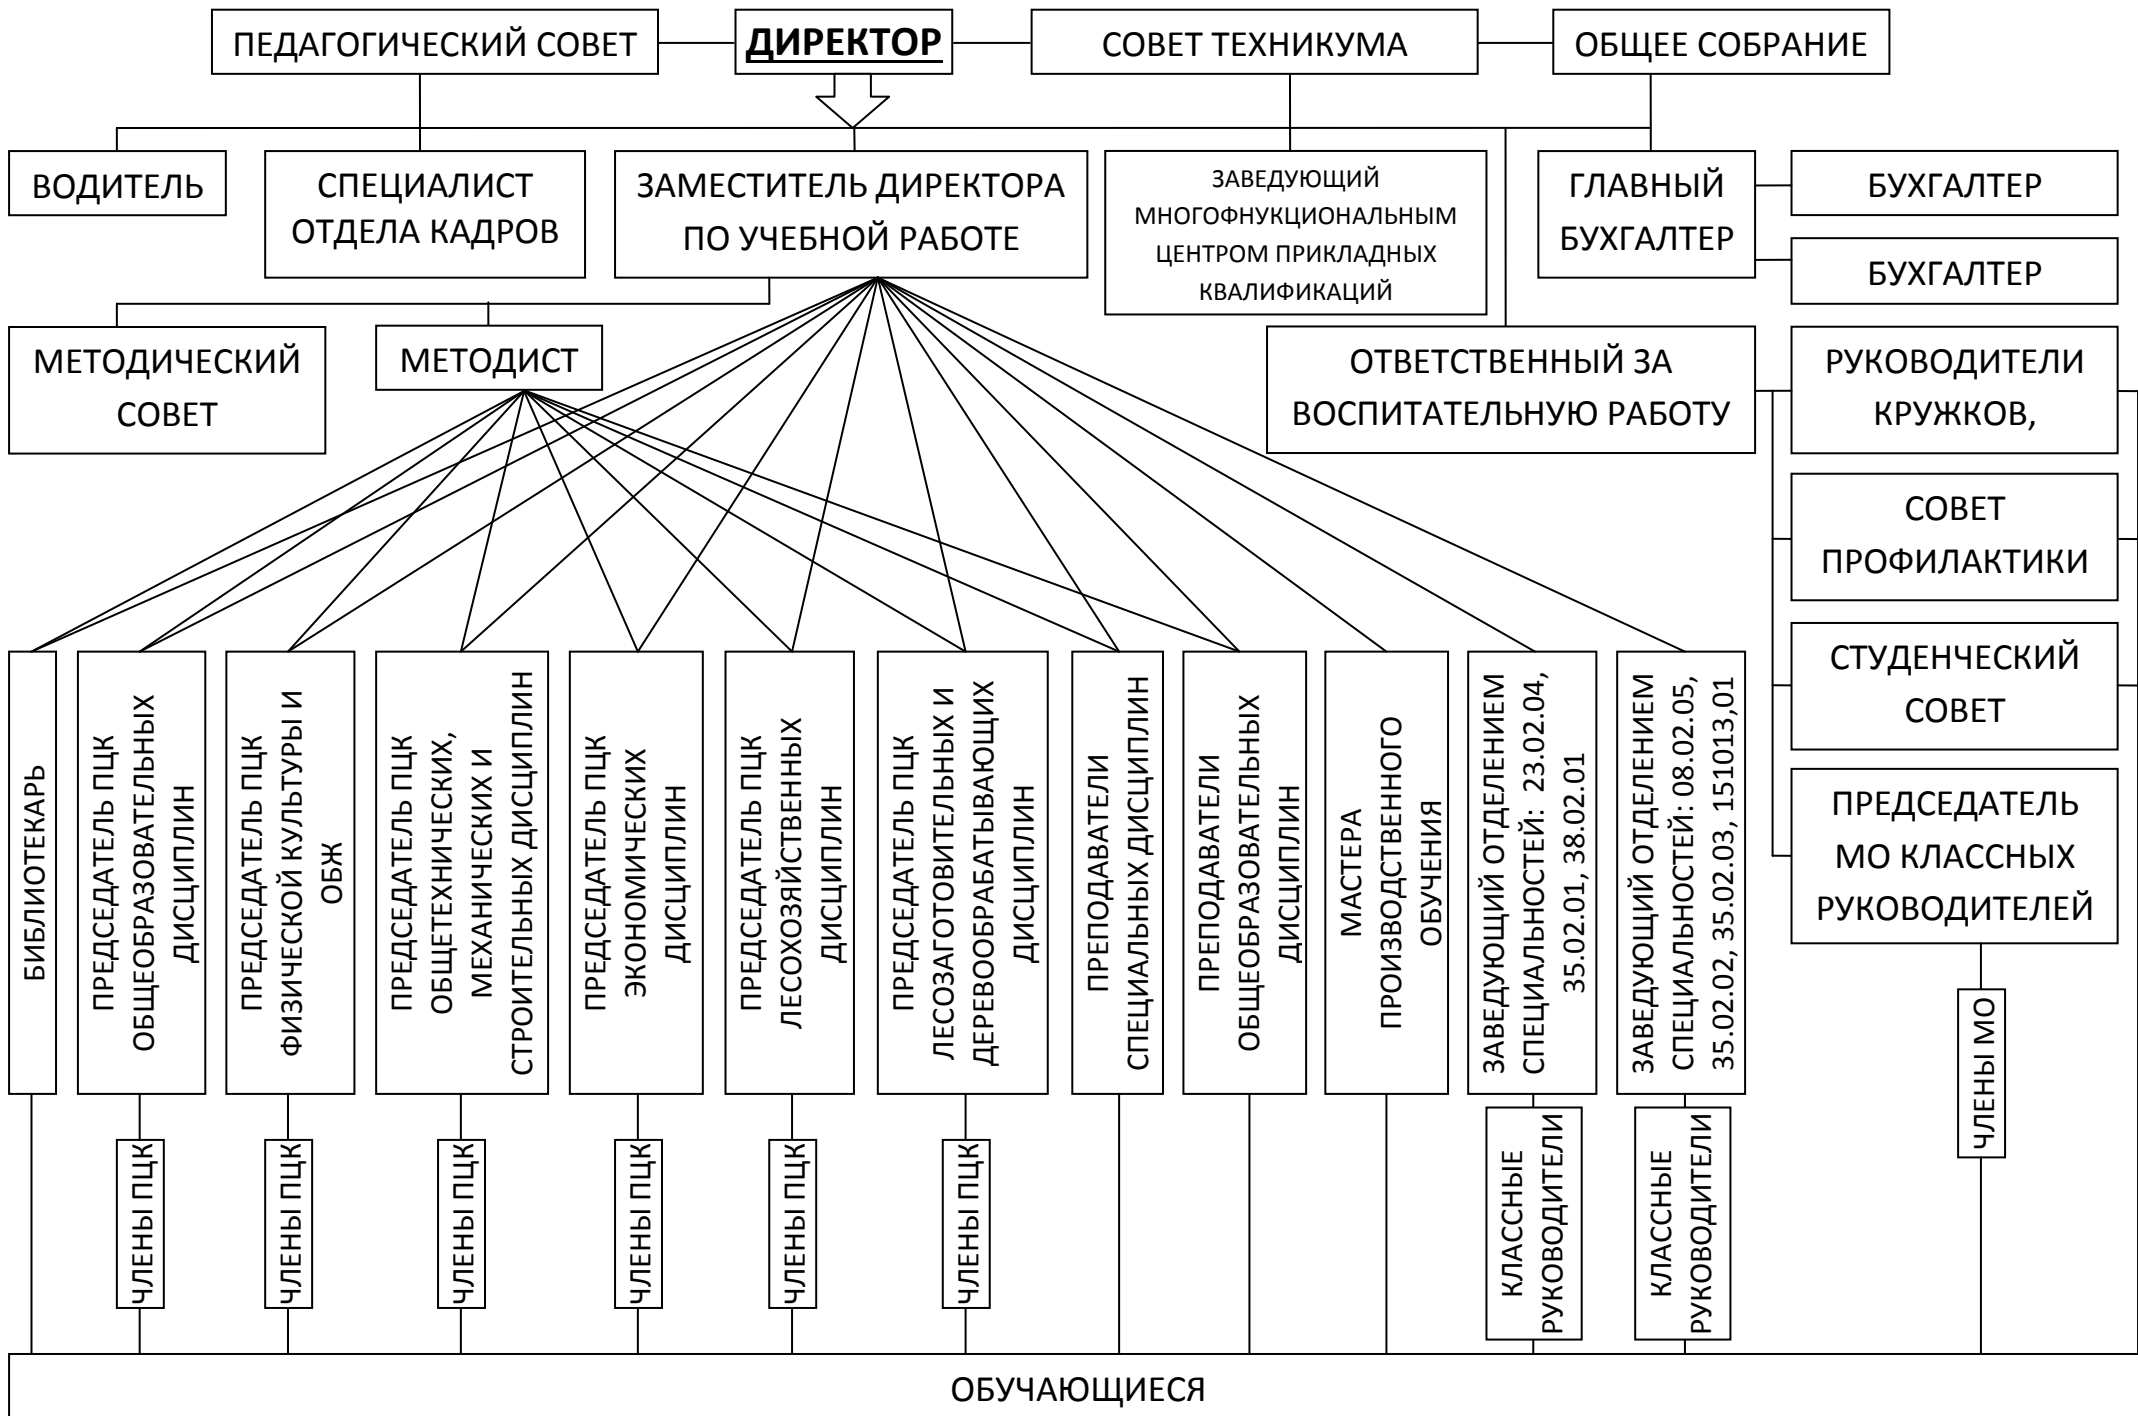 ПЕДАГОГИЧЕСКИЙ СОВЕТ
ДИРЕКТОР
СОВЕТ ТЕХНИКУМА
ОБЩЕЕ СОБРАНИЕ
ВОДИТЕЛЬ
СПЕЦИАЛИСТ
ОТДЕЛА КАДРОВ
ЗАМЕСТИТЕЛЬ ДИРЕКТОРА
ПО УЧЕБНОЙ РАБОТЕ
ЗАВЕДУЮЩИЙ
МНОГОФНУКЦИОНАЛЬНЫМ
ЦЕНТРОМ ПРИКЛАДНЫХ
КВАЛИФИКАЦИЙ
ГЛАВНЫЙ
БУХГАЛТЕР
БУХГАЛТЕР
БУХГАЛТЕР
МЕТОДИЧЕСКИЙ
СОВЕТ
МЕТОДИСТ
ОТВЕТСТВЕННЫЙ ЗА
ВОСПИТАТЕЛЬНУЮ РАБОТУ
РУКОВОДИТЕЛИ
КРУЖКОВ,
СОВЕТ
ПРОФИЛАКТИКИ
СТУДЕНЧЕСКИЙ
СОВЕТ
ПРЕДСЕДАТЕЛЬ
МО КЛАССНЫХ
РУКОВОДИТЕЛЕЙ
БИБЛИОТЕКАРЬ
ПРЕДСЕДАТЕЛЬ ПЦК
ОБЩЕОБРАЗОВАТЕЛЬНЫХ
ДИСЦИПЛИН
ПРЕДСЕДАТЕЛЬ ПЦК
ФИЗИЧЕСКОЙ КУЛЬТУРЫ И
ОБЖ
ПРЕДСЕДАТЕЛЬ ПЦК
ОБЩЕТЕХНИЧЕСКИХ,
МЕХАНИЧЕСКИХ И
СТРОИТЕЛЬНЫХ ДИСЦИПЛИН
ПРЕДСЕДАТЕЛЬ ПЦК
ЭКОНОМИЧЕСКИХ
ДИСЦИПЛИН
ПРЕДСЕДАТЕЛЬ ПЦК
ЛЕСОХОЗЯЙСТВЕННЫХ
ДИСЦИПЛИН
ПРЕДСЕДАТЕЛЬ ПЦК
ЛЕСОЗАГОТОВИТЕЛЬНЫХ И
ДЕРЕВООБРАБАТЫВАЮЩИХ
ДИСЦИПЛИН
ПРЕПОДАВАТЕЛИ
СПЕЦИАЛЬНЫХ ДИСЦИПЛИН
ПРЕПОДАВАТЕЛИ
ОБЩЕОБРАЗОВАТЕЛЬНЫХ
ДИСЦИПЛИН
МАСТЕРА
ПРОИЗВОДСТВЕННОГО
ОБУЧЕНИЯ
ЗАВЕДУЮЩИЙ ОТДЕЛЕНИЕМ
СПЕЦИАЛЬНОСТЕЙ: 23.02.04,
35.02.01, 38.02.01
ЗАВЕДУЮЩИЙ ОТДЕЛЕНИЕМ
СПЕЦИАЛЬНОСТЕЙ: 08.02.05,
35.02.02, 35.02.03, 151013,01
ЧЛЕНЫ МО
ЧЛЕНЫ ПЦК
ЧЛЕНЫ ПЦК
ЧЛЕНЫ ПЦК
ЧЛЕНЫ ПЦК
ЧЛЕНЫ ПЦК
ЧЛЕНЫ ПЦК
КЛАССНЫЕ
РУКОВОДИТЕЛИ
КЛАССНЫЕ
РУКОВОДИТЕЛИ
ОБУЧАЮЩИЕСЯ